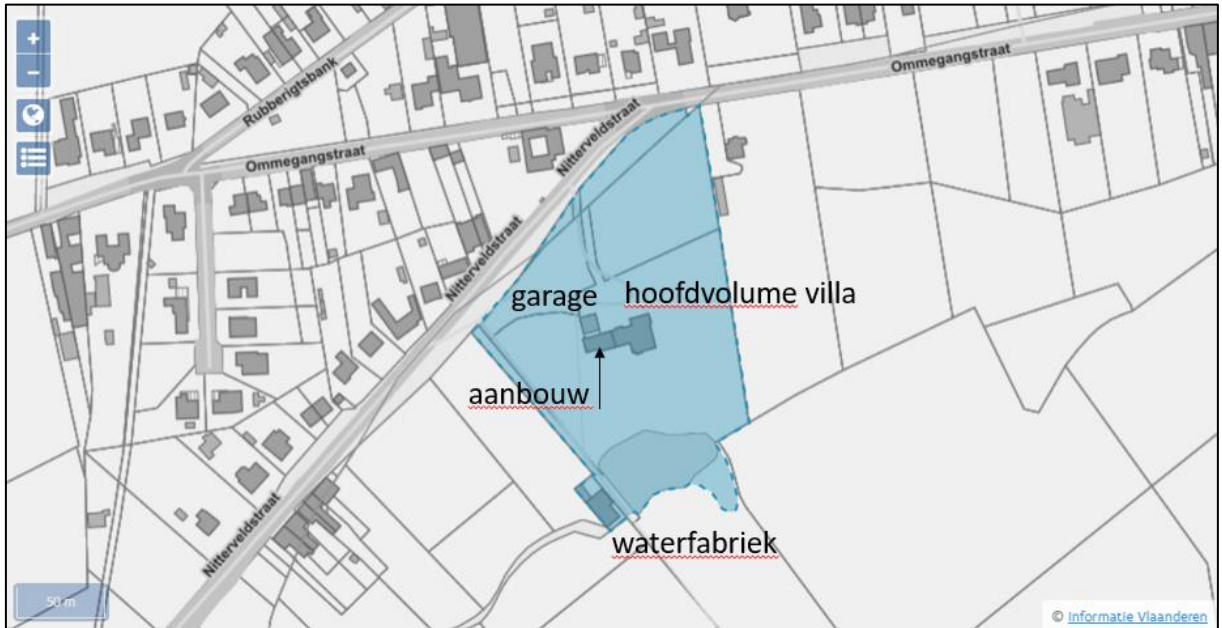 +
−
Rubberigtsbank
Ommegangstraat
Ommegangstraat
Nitterveldstraat
Nitterveldstraat
garage hoofdvolume villa
aanbouw
Nitterveldstraat
waterfabriek
50 m
© Informatie Vlaanderen